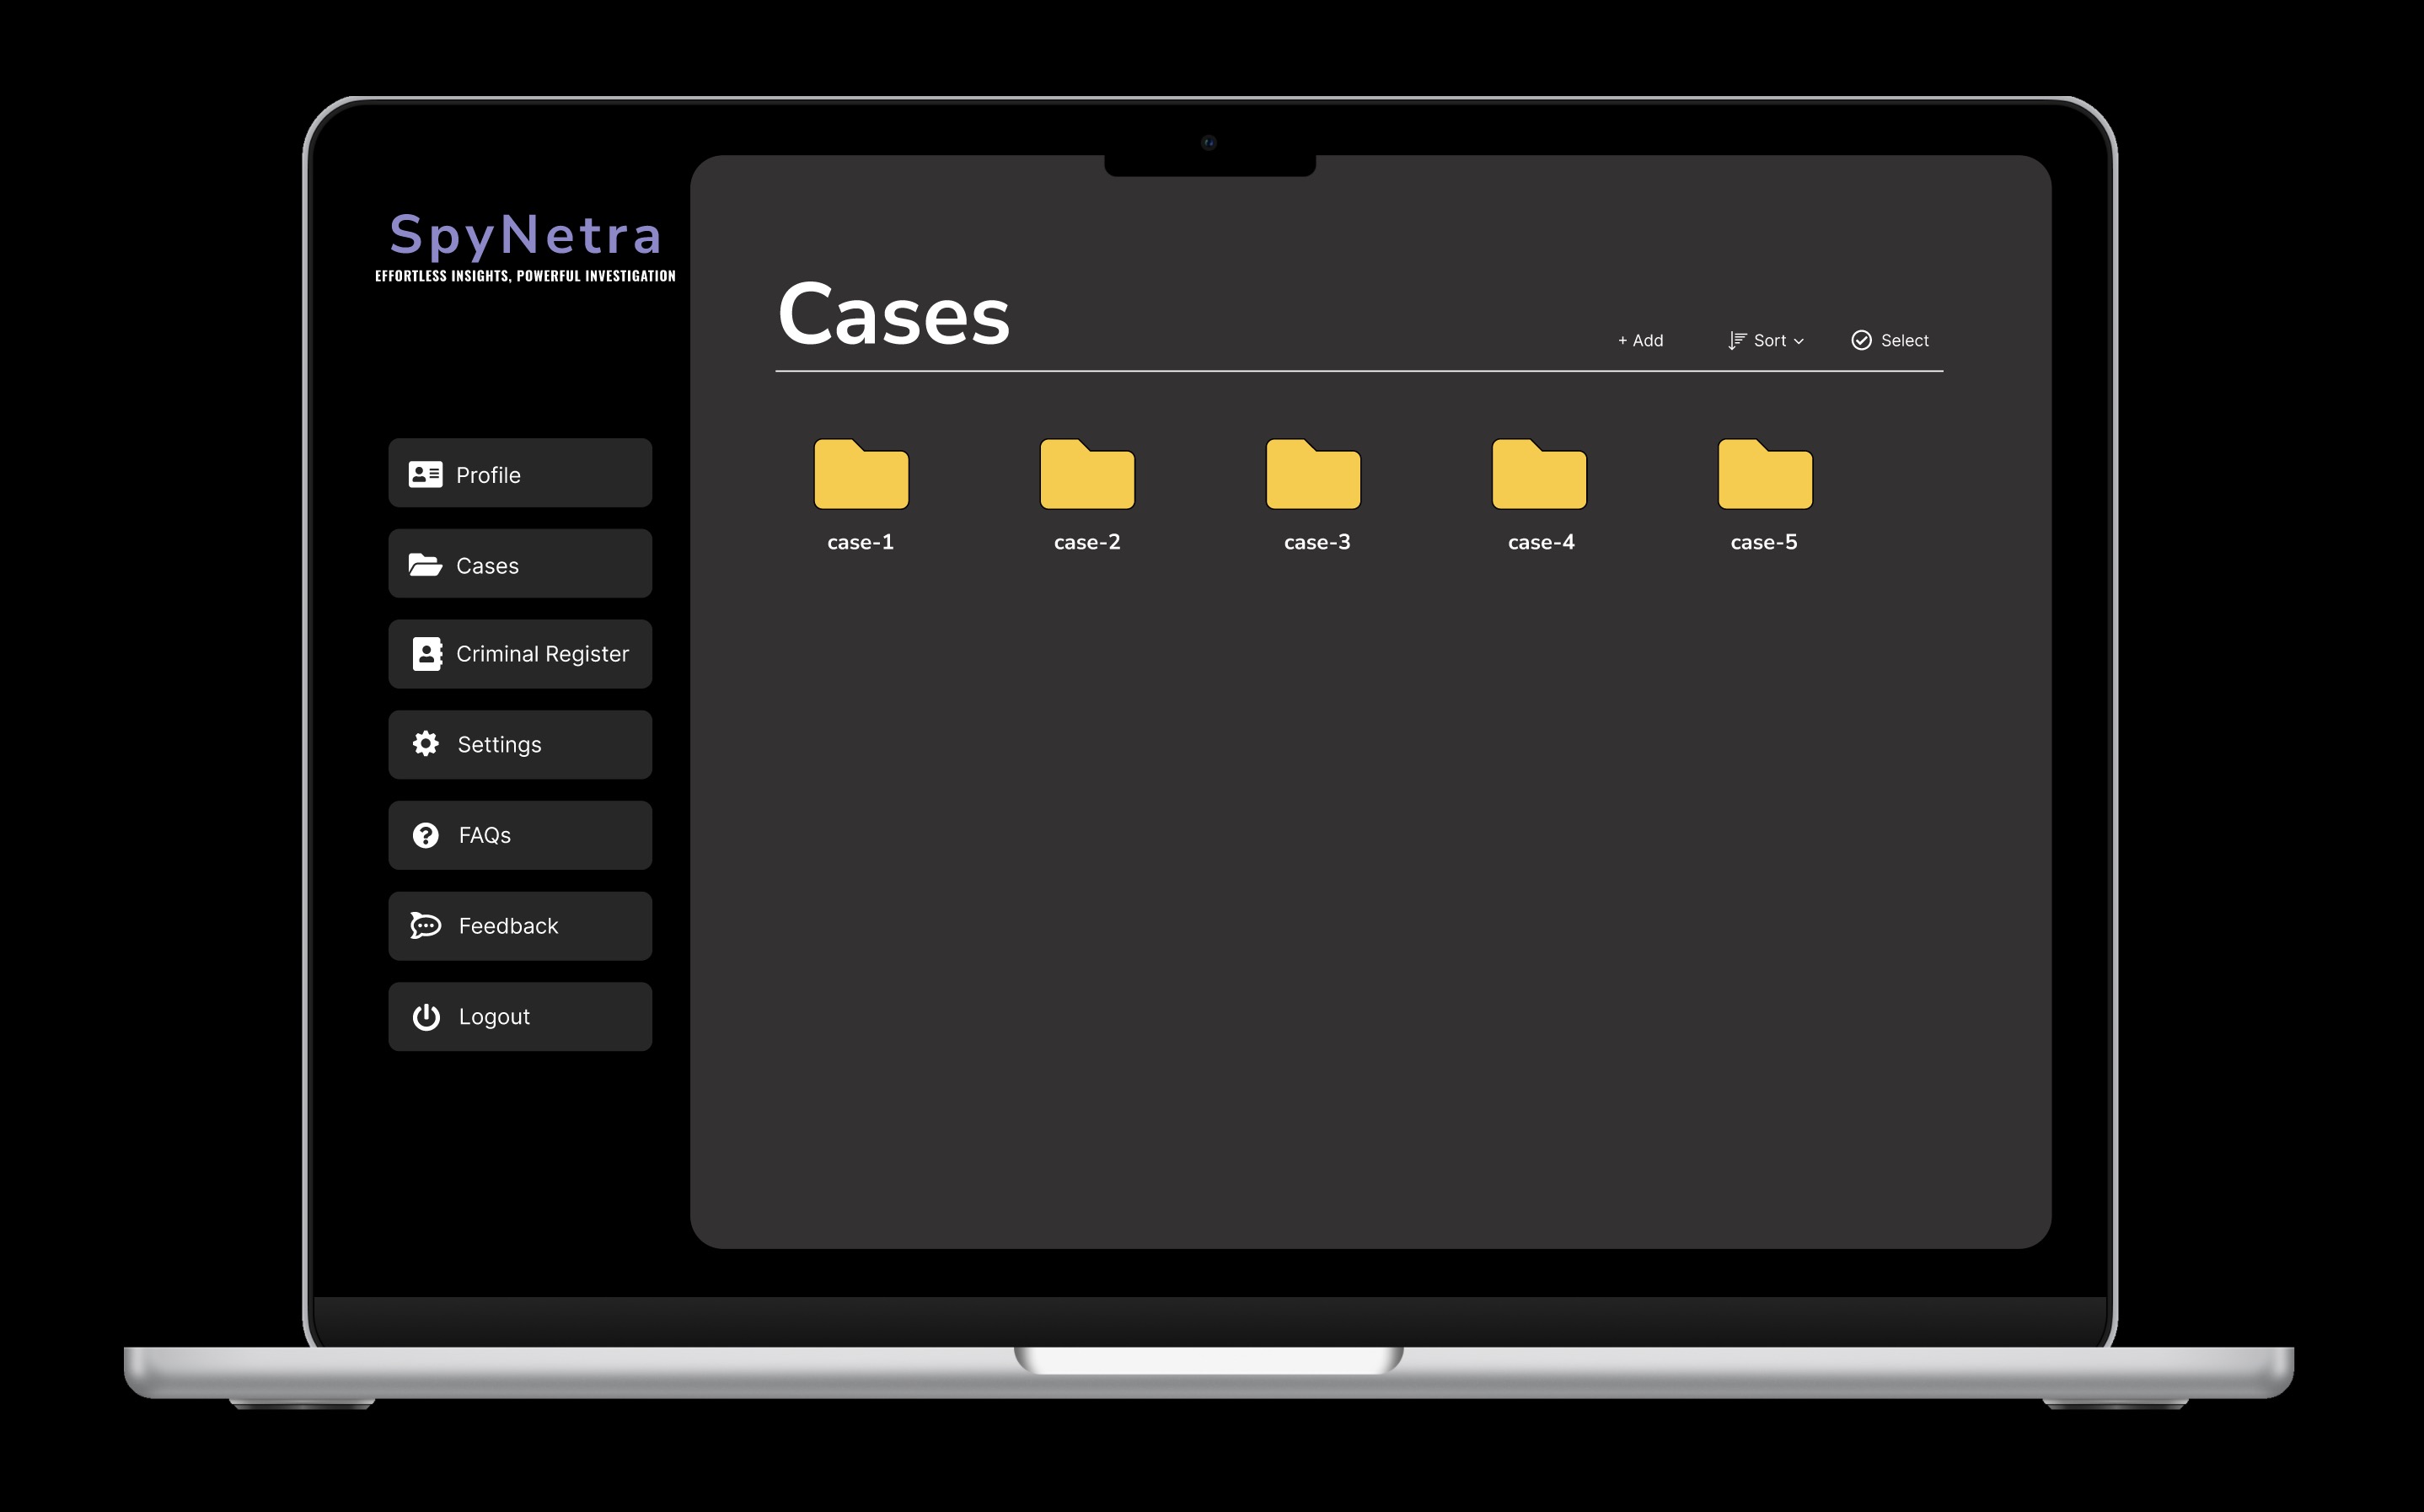 SpyNetra
EFFORTLESS INSIGHTS, POWERFUL INVESTIGATION
Profile
Cases
Criminal Register
Settings
FAQs
Feedback
Logout
Cases
+ Add
Sort
Select
case-1
case-2
case-3
case-4
case-5